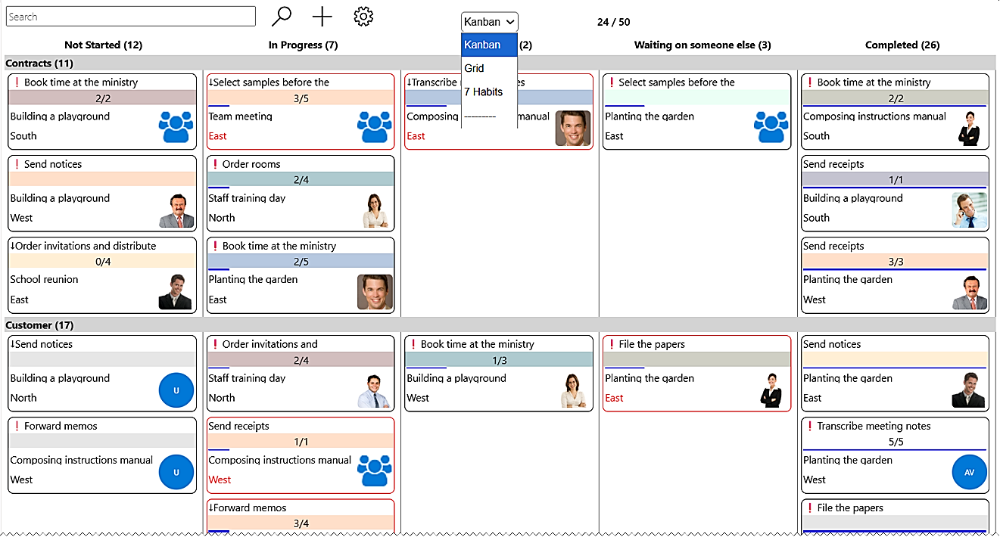 Search
Kanban
24 / 50
Kanban
Grid
7 Habits
----------
Not Started (12)
In Progress (7)
(2)
Waiting on someone else (3)
Completed (26)
Contracts (11)
! Book time at the ministry
2/2
Building a playground
South
↓Select samples before the
3/5
Team meeting
East
↓Transcribe
Composing manual
East
! Select samples before the
Planting the garden
East
! Book time at the ministry
2/2
Composing instructions manual
South
! Send notices
Building a playground
West
! Order rooms
2/4
Staff training day
North
Send receipts
1/1
Building a playground
South
↓Order invitations and distribute
0/4
School reunion
East
! Book time at the ministry
2/5
Planting the garden
East
Send receipts
3/3
Planting the garden
West
Customer (17)
↓Send notices
Building a playground
North
U
! Order invitations and
2/4
Staff training day
North
! Book time at the ministry
1/3
Building a playground
West
! File the papers
Planting the garden
East
Send notices
Planting the garden
East
! Forward memos
Composing instructions manual
West
U
Send receipts
1/1
Composing instructions manual
West
! Transcribe meeting notes
5/5
Planting the garden
West
AV
↓Forward memos
3/4
! File the papers